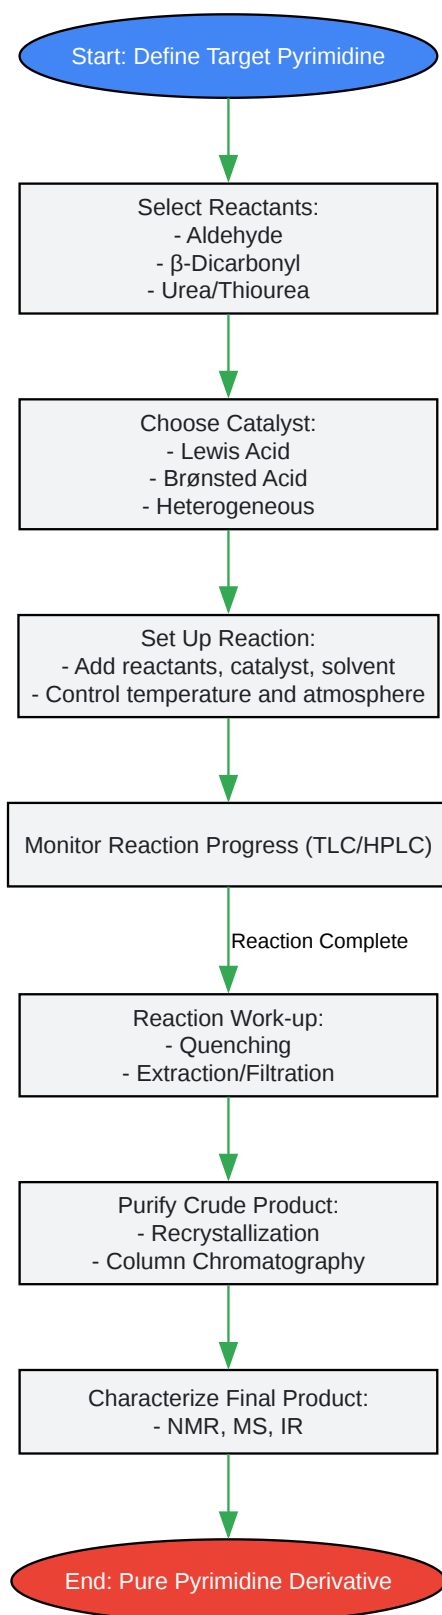 Start: Define Target Pyrimidine
Select Reactants:
- Aldehyde
- β-Dicarbonyl
- Urea/Thiourea
Choose Catalyst:
- Lewis Acid
- Brønsted Acid
- Heterogeneous
Set Up Reaction:
- Add reactants, catalyst, solvent
- Control temperature and atmosphere
Monitor Reaction Progress (TLC/HPLC)
Reaction Complete
Reaction Work-up:
- Quenching
- Extraction/Filtration
Purify Crude Product:
- Recrystallization
- Column Chromatography
Characterize Final Product:
- NMR, MS, IR
End: Pure Pyrimidine Derivative